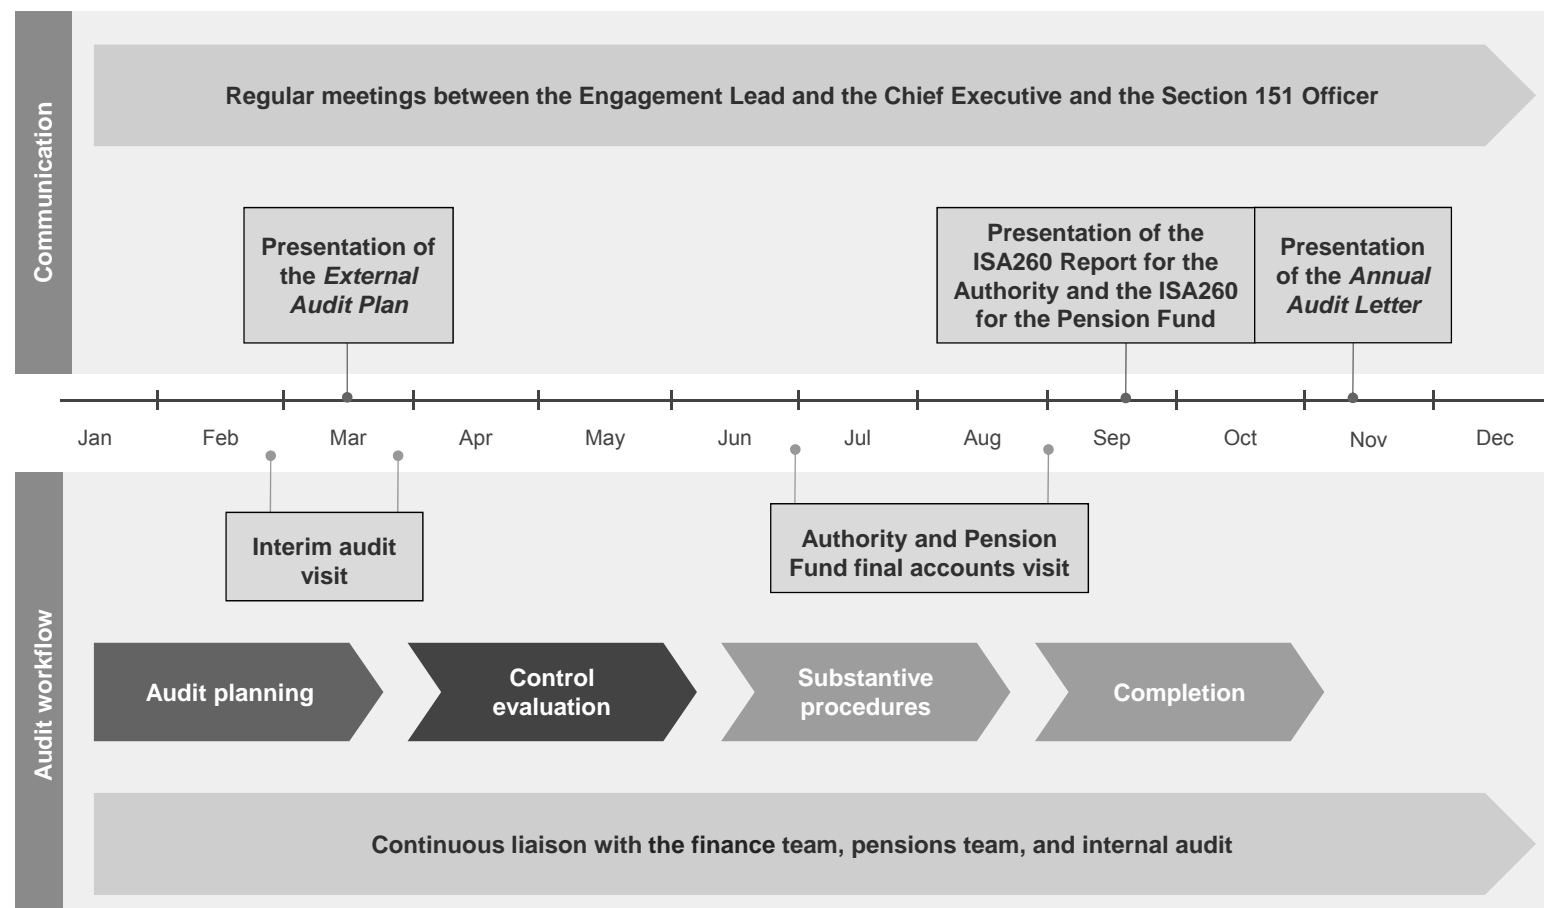 Communication
Regular meetings between the Engagement Lead and the Chief Executive and the Section 151 Officer
Presentation of
the External
Audit Plan
Presentation of the
ISA260 Report for the
Authority and the ISA260
for the Pension Fund
Presentation
of the Annual
Audit Letter
Jan Feb Mar Apr May Jun Jul Aug Sep Oct Nov Dec
Audit workflow
Interim audit
visit
Authority and Pension
Fund final accounts visit
Audit planning
Control
evaluation
Substantive
procedures
Completion
Continuous liaison with the finance team, pensions team, and internal audit